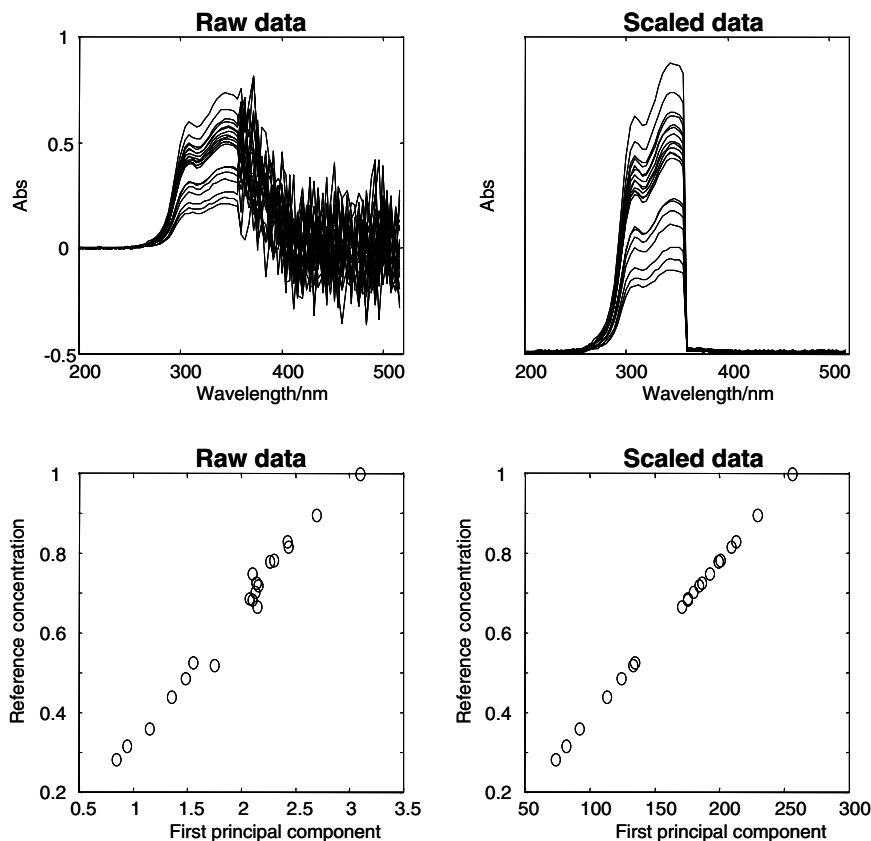 Raw data
1
0.5
0
-0.5
Abs
200 300 400 500
Wavelength/nm
Scaled data
Abs
200 300 400 500
Wavelength/nm
Raw data
1
0.8
0.6
0.4
0.2
Reference concentration
0.5 1 1.5 2 2.5 3 3.5
First principal component
Scaled data
1
0.8
0.6
0.4
0.2
Reference concentration
50 100 150 200 250 300
First principal component